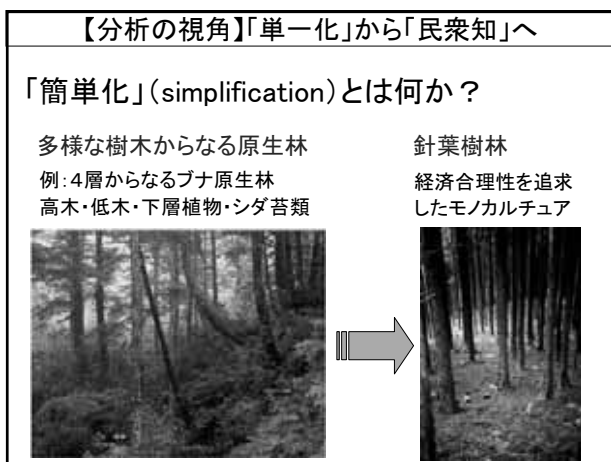 【分析の視角】「単一化」から「民衆知」へ
「簡単化」(simplification)とは何か?
多様な樹木からなる原生林
例:4層からなるブナ原生林
高木・低木・下層植物・シダ苔類
針葉樹林
経済合理性を追求
したモノカルチュア